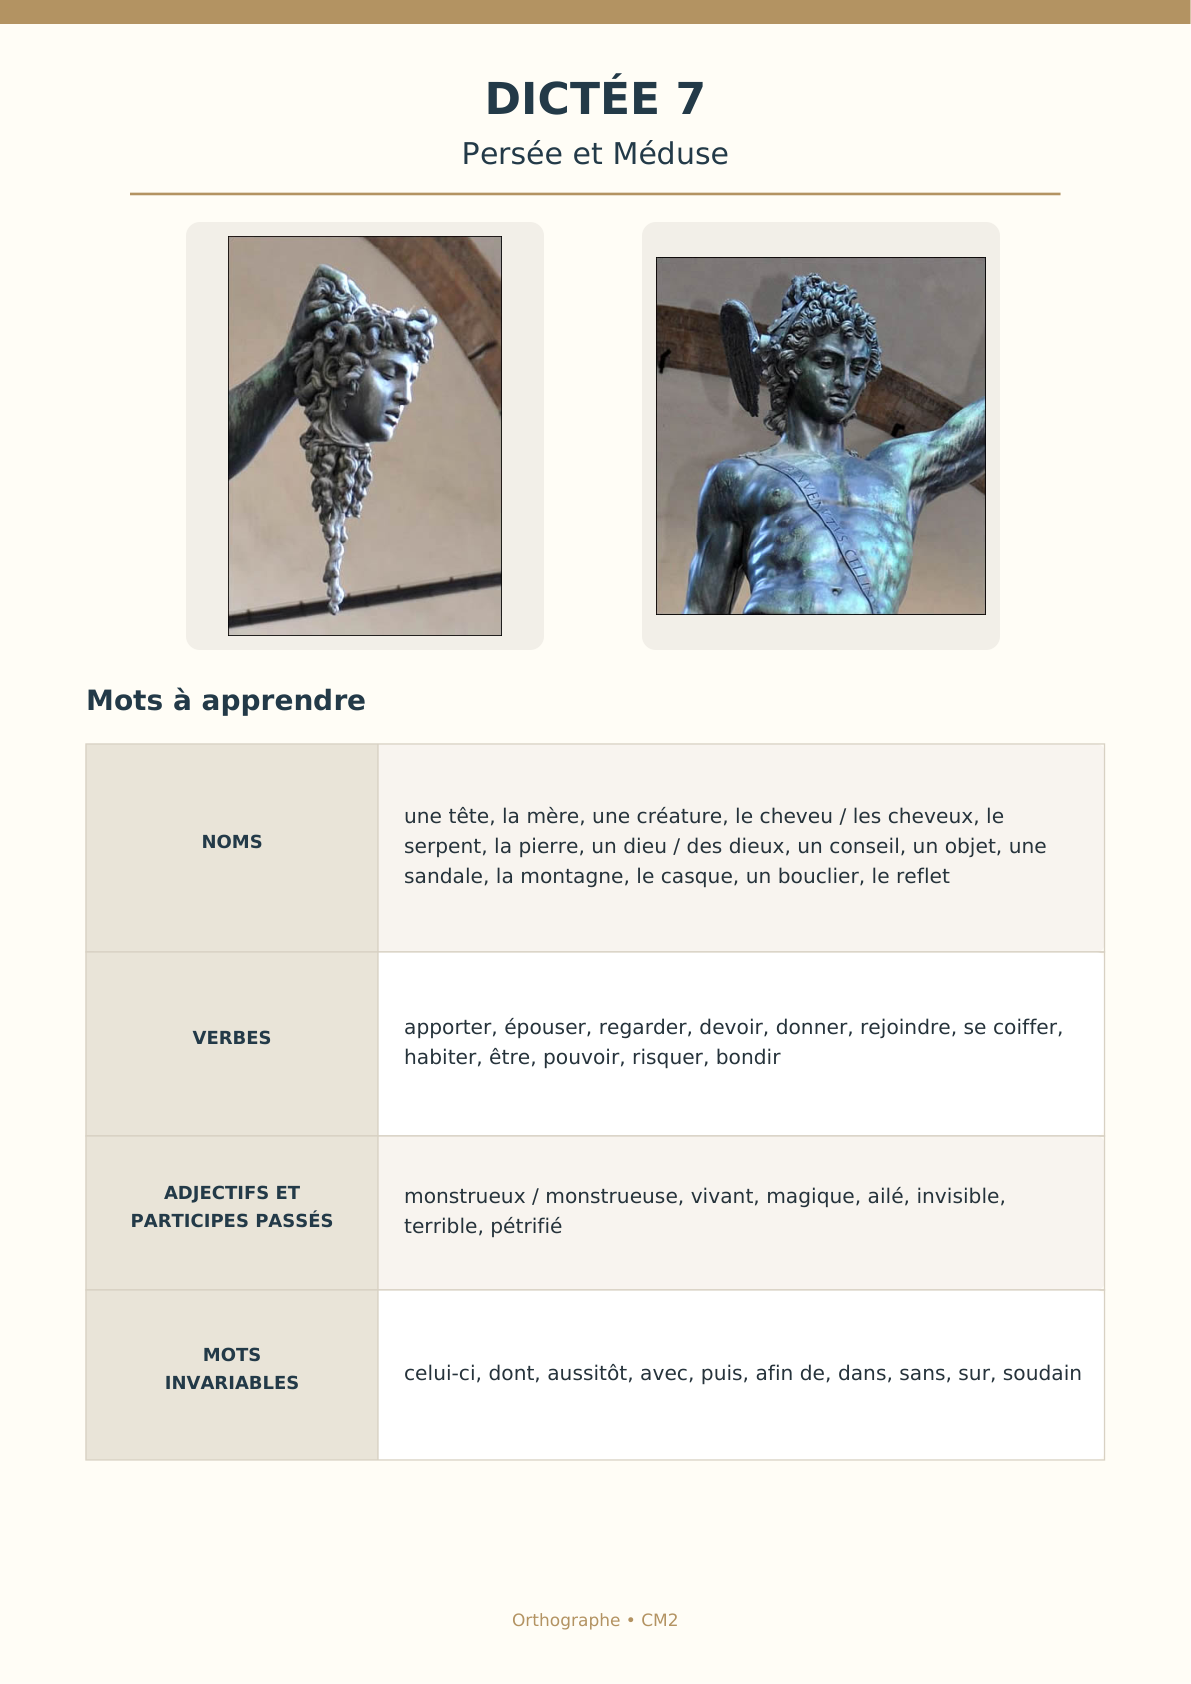 DICTÉE 7
Persée et Méduse
Mots à apprendre
NOMS
une tête, la mère, une créature, le cheveu / les cheveux, le
serpent, la pierre, un dieu / des dieux, un conseil, un objet, une
sandale, la montagne, le casque, un bouclier, le reflet
VERBES
apporter, épouser, regarder, devoir, donner, rejoindre, se coiffer,
habiter, être, pouvoir, risquer, bondir
ADJECTIFS ET
PARTICIPES PASSÉS
monstrueux / monstrueuse, vivant, magique, ailé, invisible,
terrible, pétrifié
MOTS
INVARIABLES
celui-ci, dont, aussitôt, avec, puis, afin de, dans, sans, sur, soudain
Orthographe • CM2